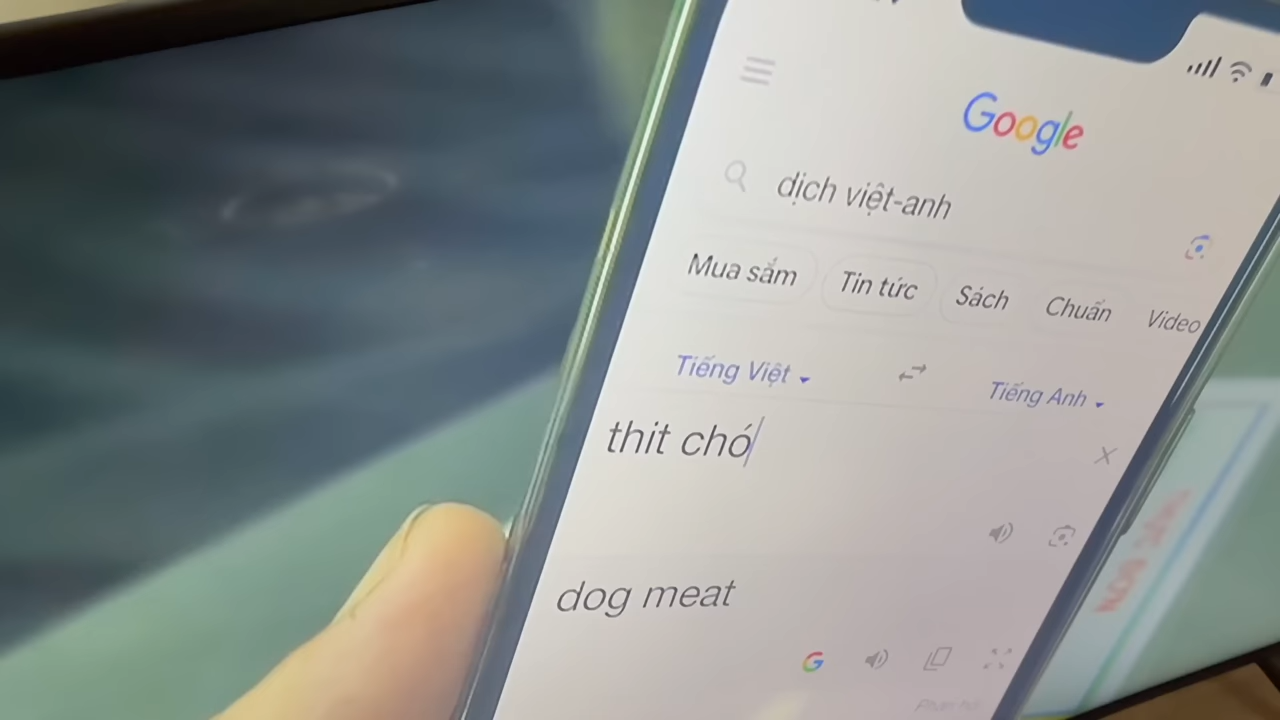 Google
dịch việt-anh
Mua sắm Tin tức Sách Chuẩn Video
Tiếng Việt Tiếng Anh
thit chó
dog meat